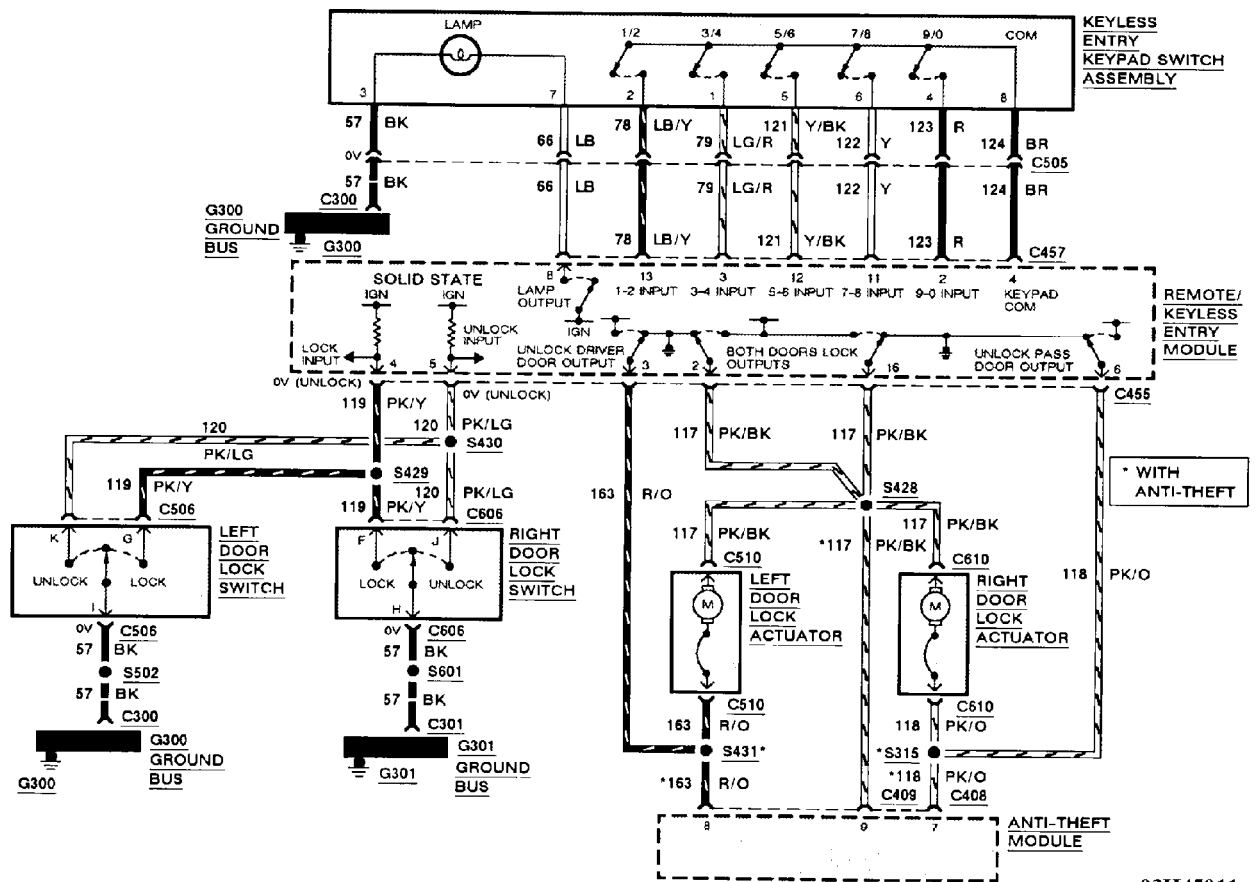 LAMP
1/2 3/4 5/6 7/8 9/0 COM
KEYLESS
ENTRY
KEYPAD SWITCH
ASSEMBLY
3 7 2 1 5 6 4 8
57 BK 66 LB 78 LB/Y 79 LG/R 121 Y/BK 122 Y 123 R 124 BR
0V C505
57 BK 66 LB 79 LG/R 122 Y 124 BR
C300
G300
GROUND
BUS
G300
78 LB/Y 121 Y/BK 123 R C457
SOLID STATE
IGN IGN
8 13 3 12 11 2 4
LAMP
OUTPUT
1-2 INPUT 3-4 INPUT 5-6 INPUT 7-8 INPUT 9-0 INPUT KEYPAD
COM
REMOTE/
KEYLESS
ENTRY
MODULE
IGN
LOCK
INPUT
UNLOCK
INPUT
UNLOCK DRIVER
DOOR OUTPUT
BOTH DOORS LOCK
OUTPUTS
UNLOCK PASS
DOOR OUTPUT
4 5 3 2 16 6
0V (UNLOCK) 0V (UNLOCK) C455
119 PK/Y 120 PK/LG
120 PK/LG S430
117 PK/BK 117 PK/BK
119 PK/Y S429
163 R/O
* WITH
ANTI-THEFT
119 PK/Y 120 PK/LG
S428
C506 C606
117 PK/BK *117 PK/BK 117 PK/BK
K G
UNLOCK LOCK
I
LEFT
DOOR
LOCK
SWITCH
F J
LOCK UNLOCK
H
RIGHT
DOOR
LOCK
SWITCH
C510
M
LEFT
DOOR
LOCK
ACTUATOR
C610
M
RIGHT
DOOR
LOCK
ACTUATOR
118 PK/O
0V C506 0V C606
57 BK 57 BK
S502 S601
57 BK 57 BK
C300 C301
G300
GROUND
BUS
G300
G301
GROUND
BUS
G301
C510 C610
163 R/O 118 PK/O
S431* *S315
*163 R/O *118 PK/O
C409 C408
8 9 7
ANTI-THEFT
MODULE